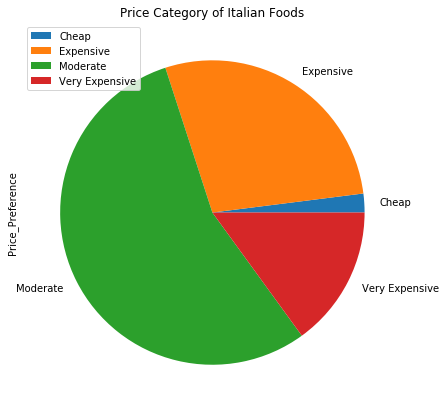 Price Category of Italian Foods
Cheap
Expensive
Moderate
Very Expensive
Expensive
Cheap
Price_Preference
Moderate
Very Expensive